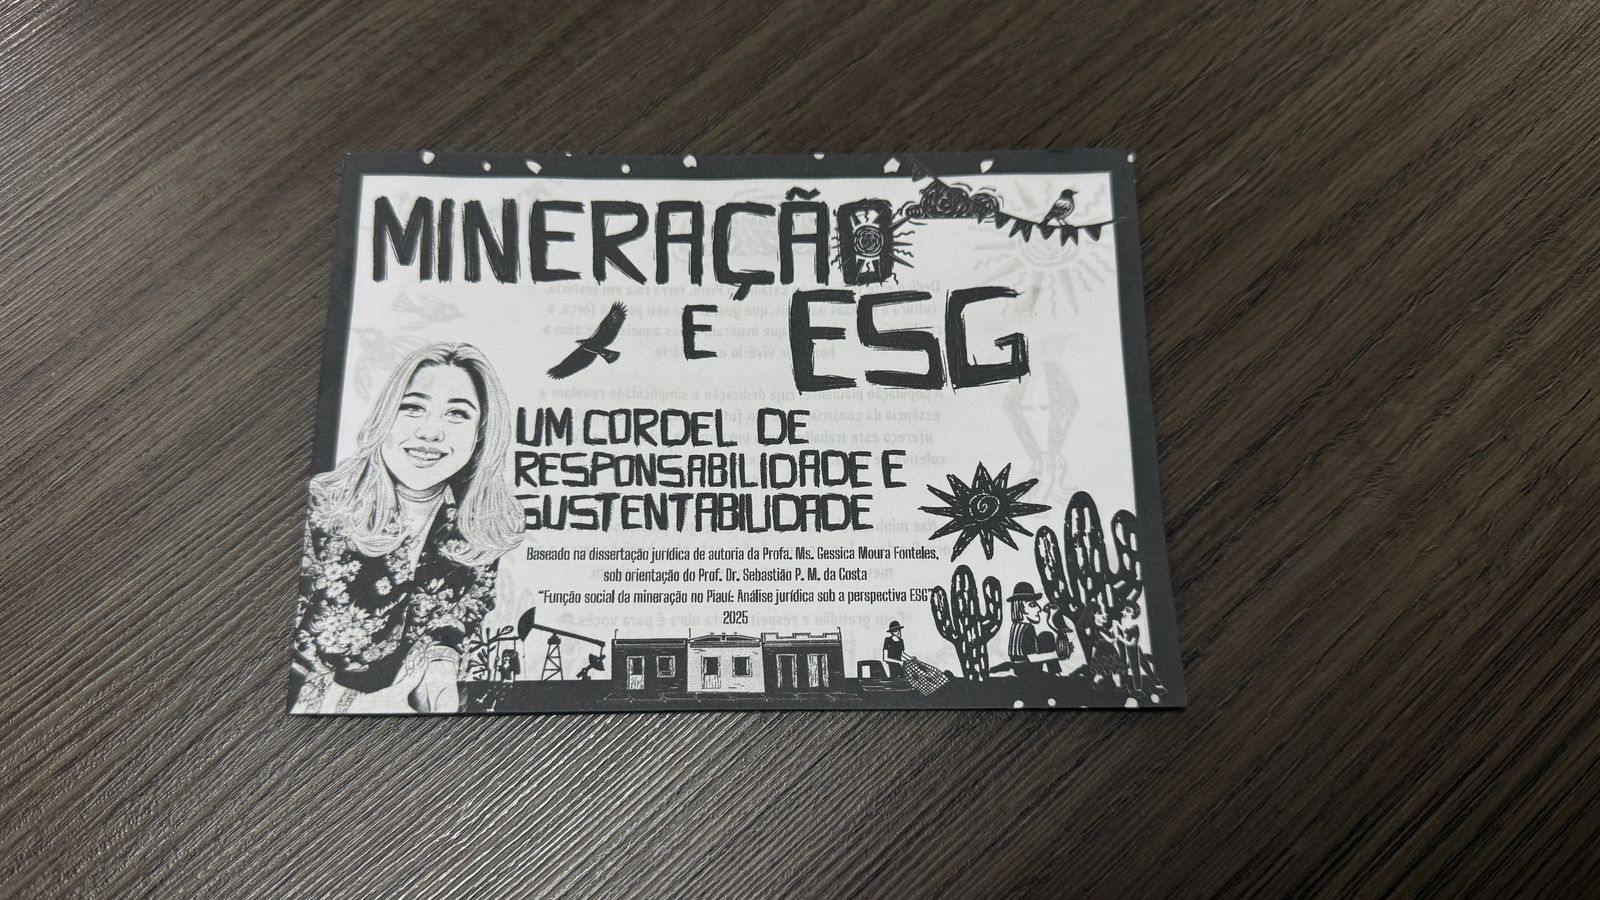 MINERAÇÃO
E ESG
UM CORDEL DE
RESPONSABILIDADE E
SUSTENTABILIDADE
Baseado na dissertação jurídica de autoria da Profa. Ms. Gessica Moura Fonteles,
sob orientação do Prof. Dr. Sebastião P. M. da Costa
“Função social da mineração no Piauí: Análise jurídica sob a perspectiva ESG”
2025